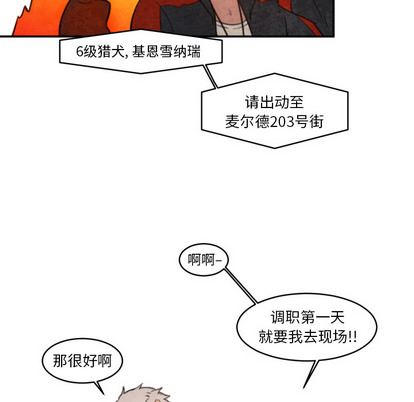 6级猎犬, 基恩雪纳瑞
请出动至
麦尔德203号街
啊啊–
调职第一天
就要我去现场!!
那很好啊